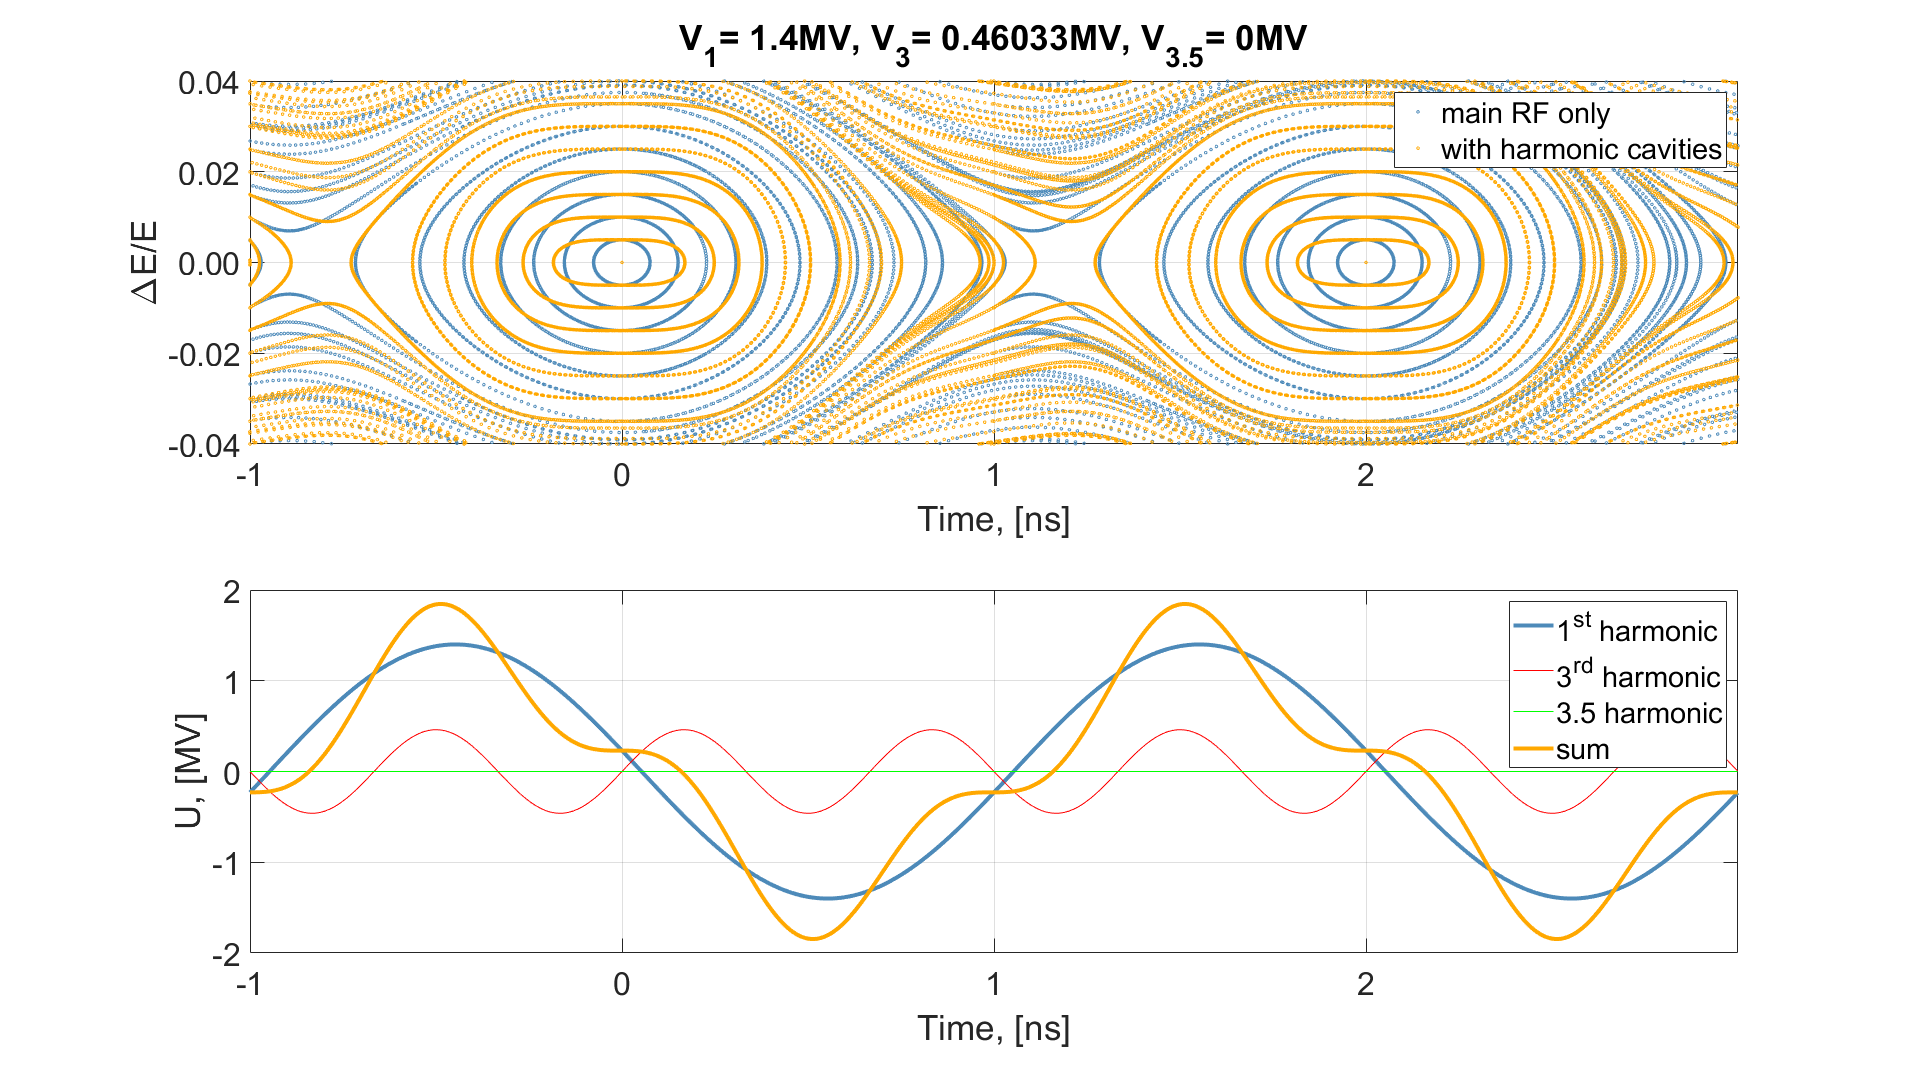 V1= 1.4MV, V3= 0.46033MV, V3.5= 0MV
0.04
0.02
0.00
-0.02
-0.04
ΔE/E
main RF only
with harmonic cavities
-1
0
1
2
Time, [ns]
2
1
0
-1
-2
U, [MV]
1st harmonic
3rd harmonic
3.5 harmonic
sum
-1
0
1
2
Time, [ns]